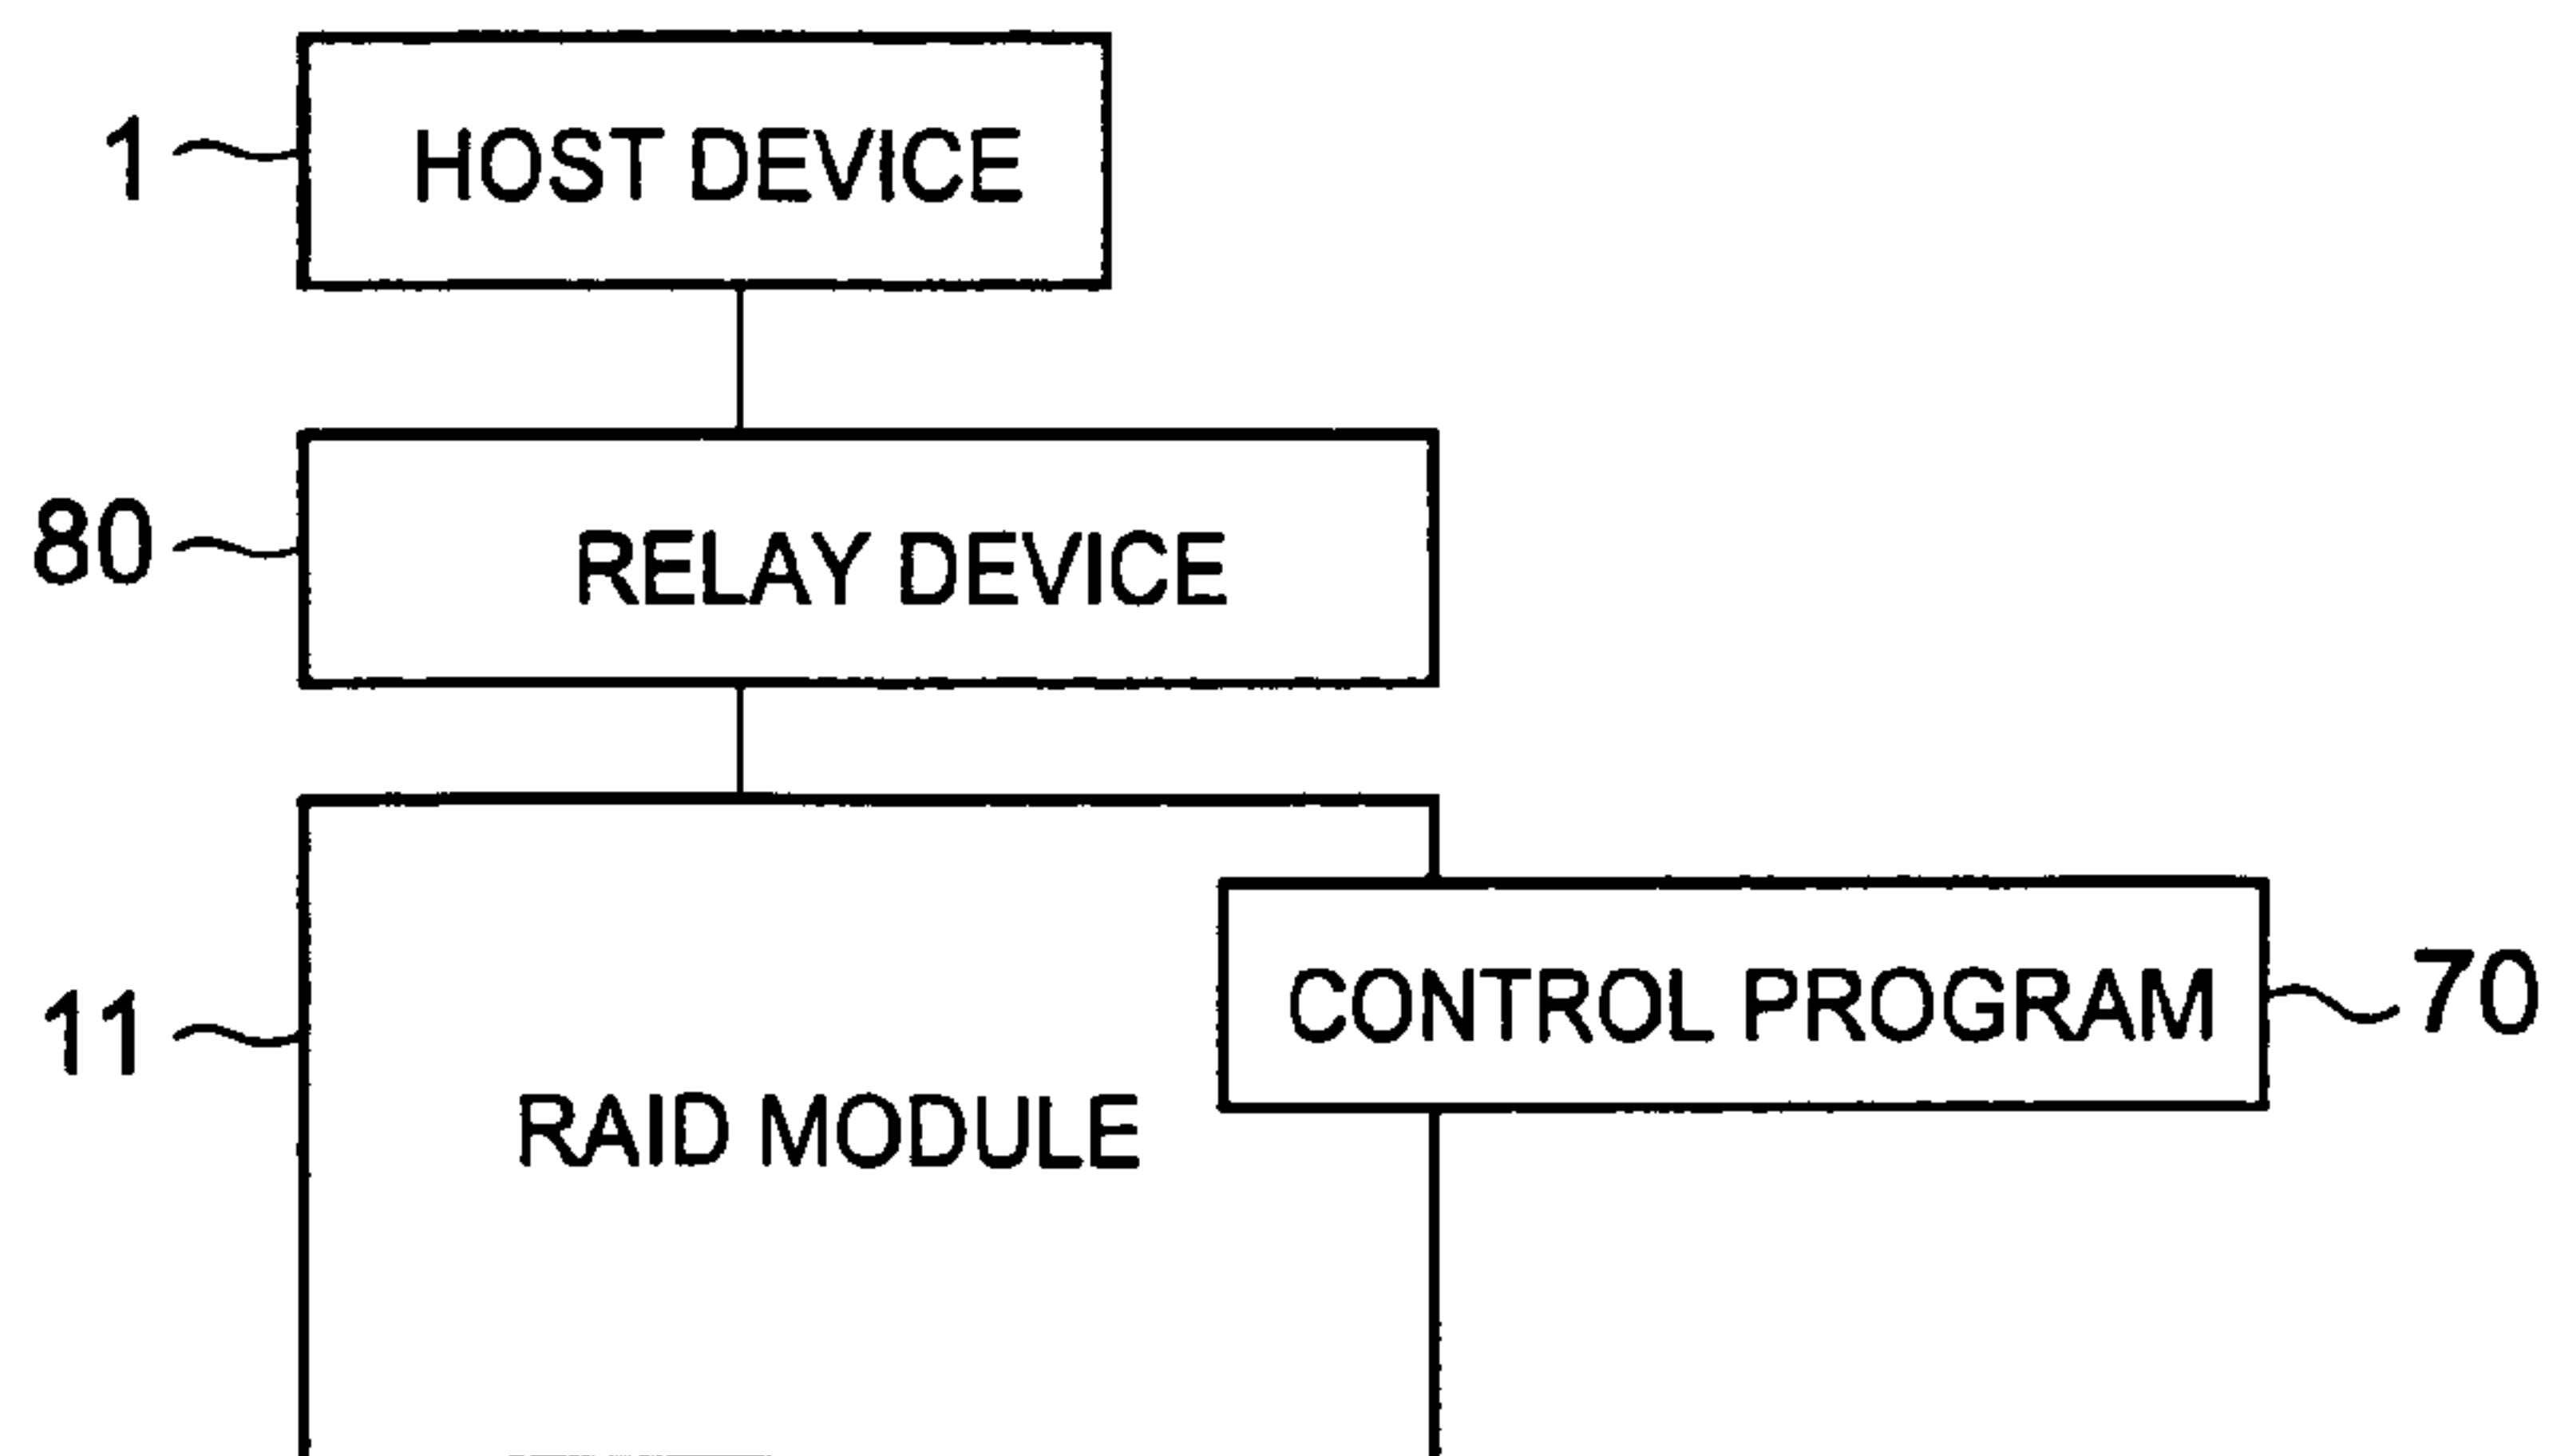 1 HOST DEVICE
80 RELAY DEVICE
CONTROL PROGRAM 70
11
RAID MODULE